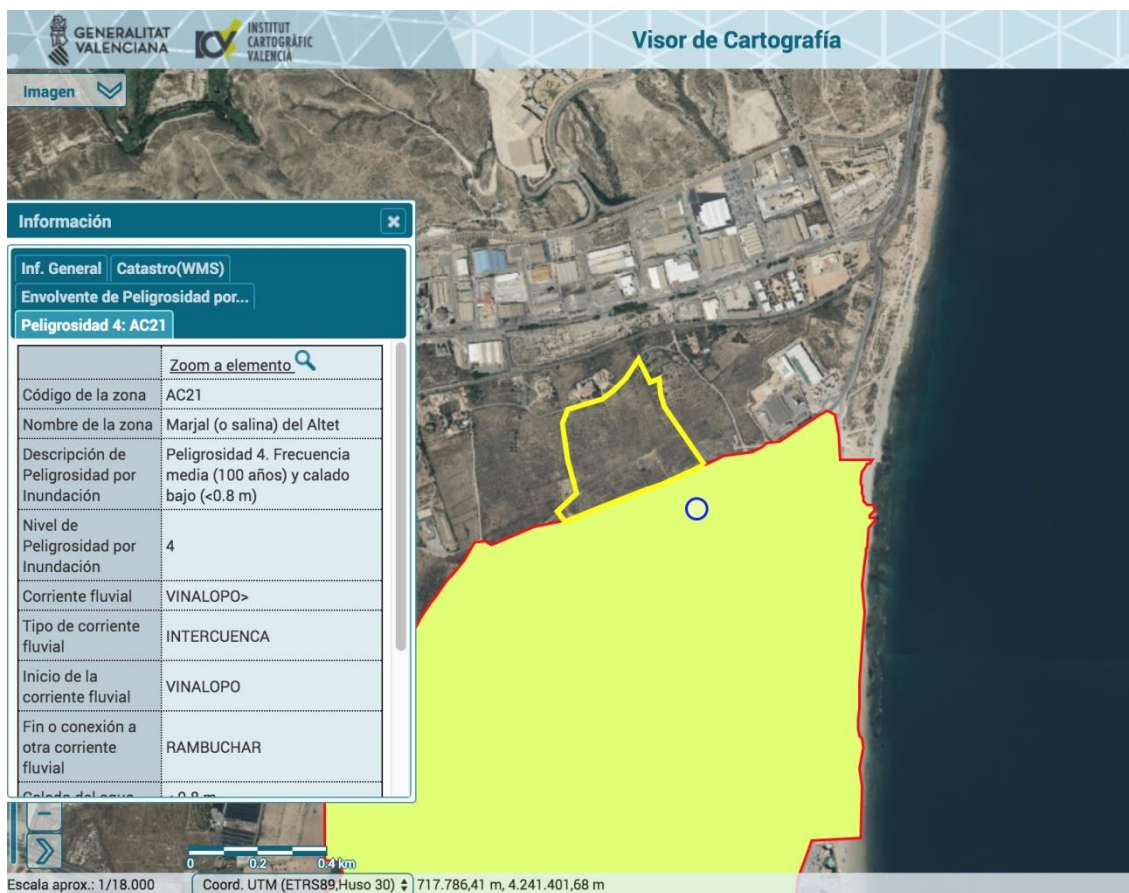 GENERALITAT
VALENCIANA
INSTITUT
CARTOGRÀFIC
VALENCIÀ
Visor de Cartografía
Imagen
Información
Inf. General Catastro(WMS)
Envolvente de Peligrosidad por...
Peligrosidad 4: AC21
Zoom a elemento
Código de la zona AC21
Nombre de la zona Marjal (o salina) del Altet
Descripción de Peligrosidad 4. Frecuencia
Peligrosidad por media (100 años) y calado
Inundación bajo (<0.8 m)
Nivel de
Peligrosidad por 4
Inundación
Corriente fluvial VINALOPO>
Tipo de corriente INTERCUENCA
fluvial
Inicio de la VINALOPO
corriente fluvial
Fin o conexión a
otra corriente RAMBUCHAR
fluvial
Calado del agua <0.8 m
0 0.2 0.4 km
Escala aprox.: 1/18.000 Coord. UTM (ETRS89,Huso 30) 717.786,41 m, 4.241.401,68 m